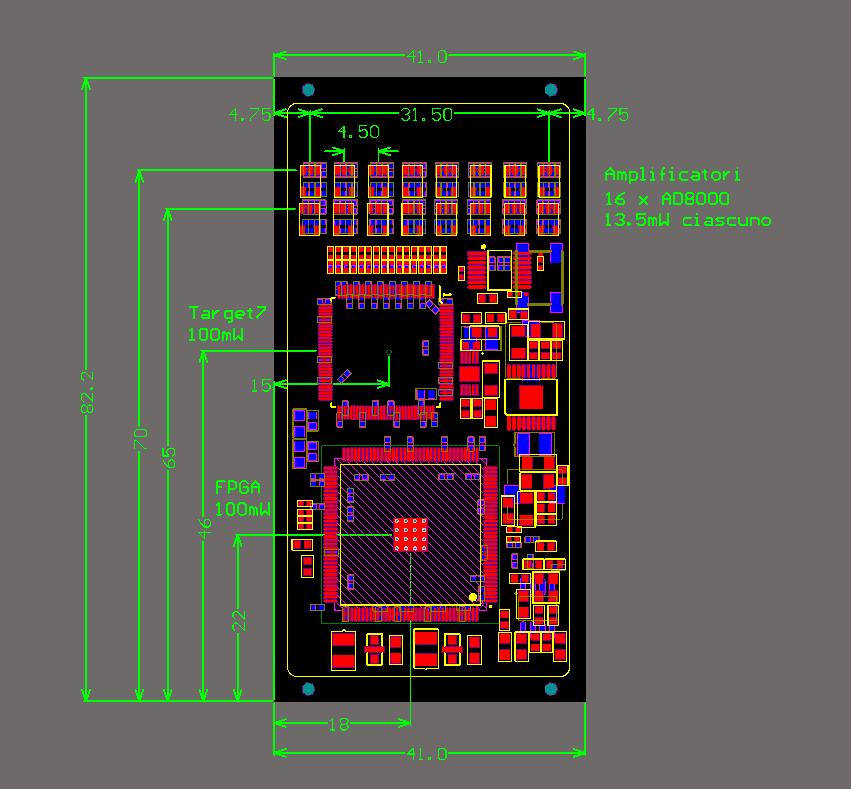 41.0
4.75
31.50
4.75
4.50
Amplificatori
16 x AD8000
13.5mW ciascuno
1
Target7
100mW
15
82.2
70
65
FPGA
100mW
46
22
18
41.0